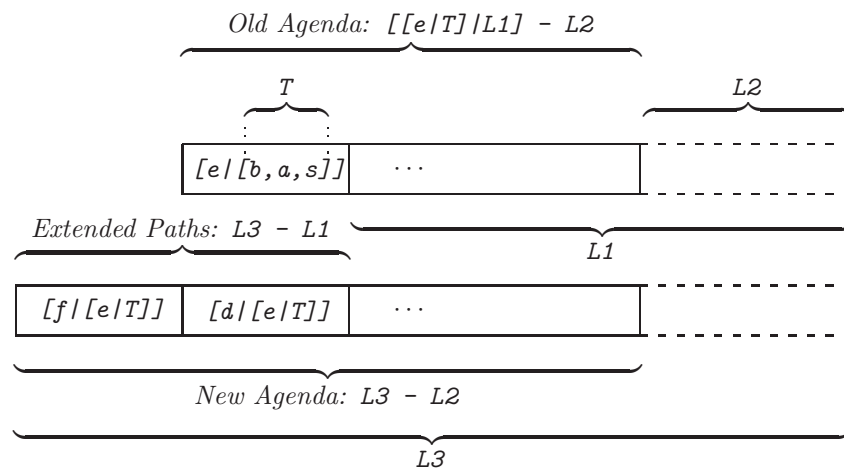 Old Agenda: [[e|T]|L1] - L2
T
L2
[e|[b,a,s]] ...
Extended Paths: L3 - L1
L1
[f|[e|T]] [d|[e|T]] ...
New Agenda: L3 - L2
L3